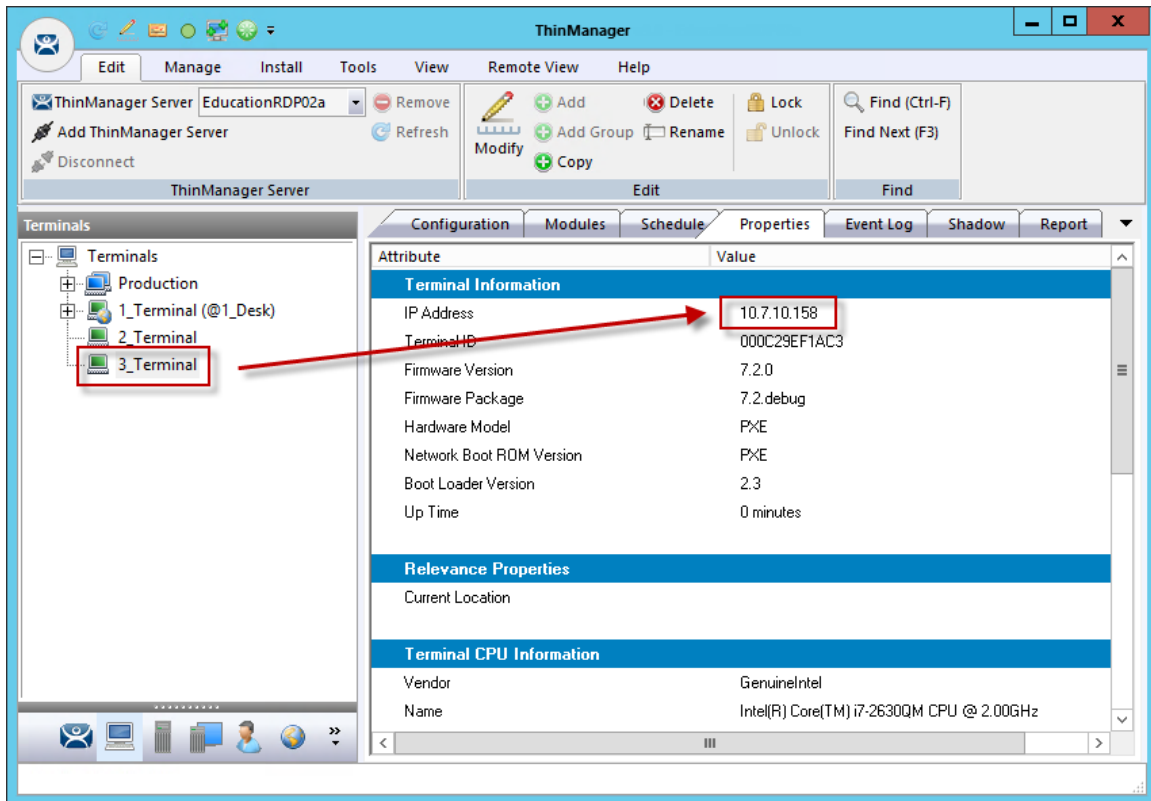 ThinManager
Edit Manage Install Tools View Remote View Help
ThinManager Server EducationRDP02a Remove Add Delete Lock Find (Ctrl-F)
Add ThinManager Server Refresh Modify Add Group Rename Unlock Find Next (F3)
Disconnect Copy
ThinManager Server Edit Find
Terminals
Terminals
Production
1_Terminal (@1_Desk)
2_Terminal
3_Terminal
Configuration Modules Schedule Properties Event Log Shadow Report
Attribute Value
Terminal Information
IP Address 10.7.10.158
Terminal ID 000C29EF1AC3
Firmware Version 7.2.0
Firmware Package 7.2.debug
Hardware Model PXE
Network Boot ROM Version PXE
Boot Loader Version 2.3
Up Time 0 minutes
Relevance Properties
Current Location
Terminal CPU Information
Vendor GenuineIntel
Name Intel(R) Core(TM) i7-2630QM CPU @ 2.00GHz